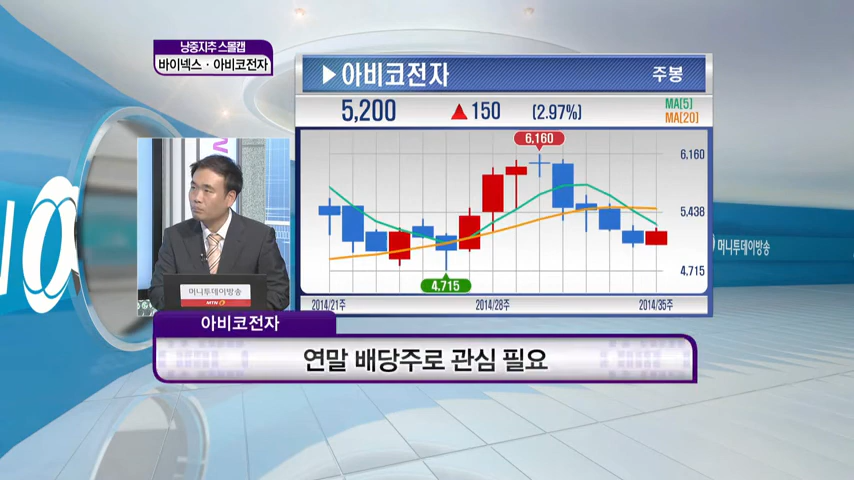 낭중지추 스몰캡
바이넥스 · 아비코전자
▶아비코전자
주봉
5,200 ▲ 150 (2.97%)
MA[5]
MA[20]
6,160
6,160
5,438
4,715
4,715
2014/21주 2014/28주 2014/35주
머니투데이방송
MTN
머니투데이방송
아비코전자
연말 배당주로 관심 필요